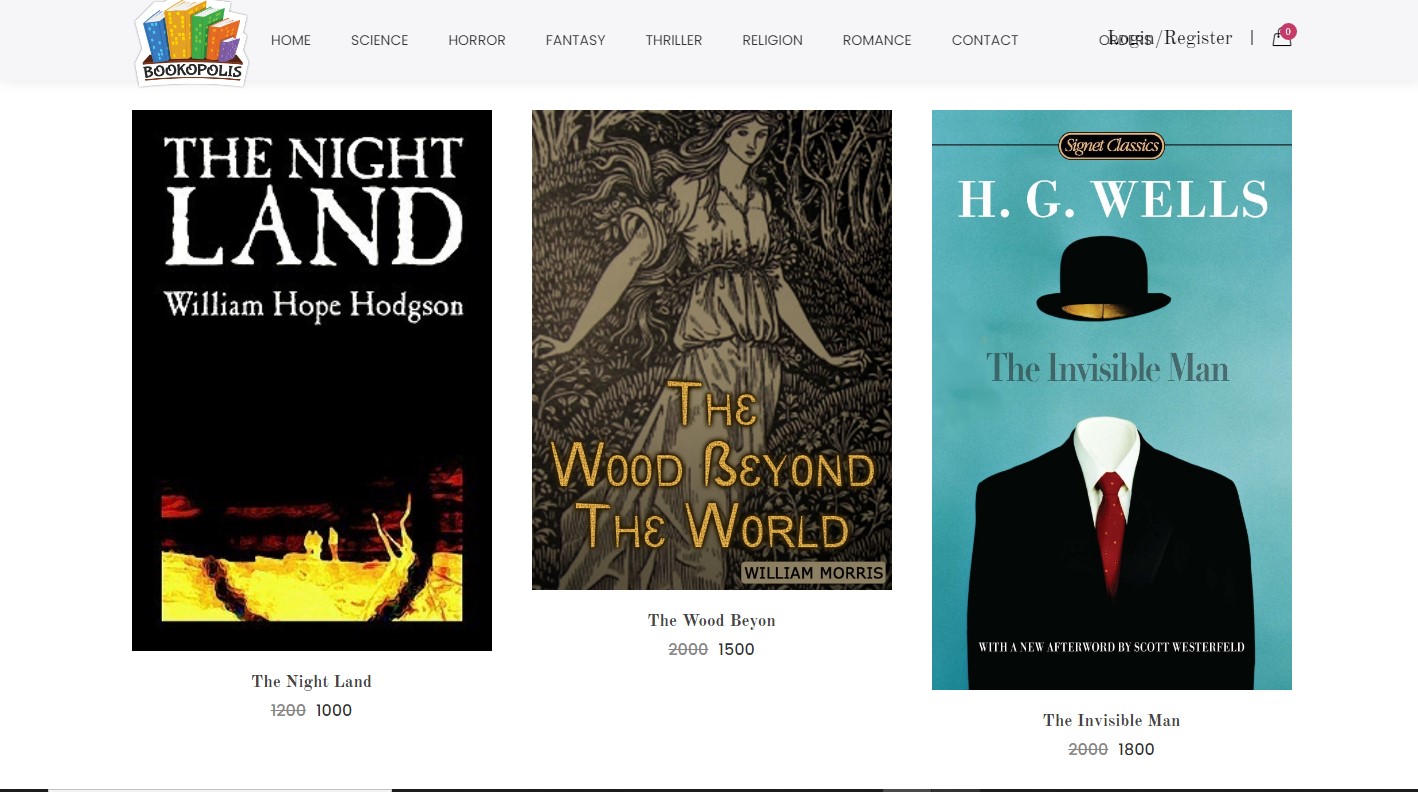 BOOKOPOLIS
HOME SCIENCE HORROR FANTASY THRILLER RELIGION ROMANCE CONTACT ORDERS Login/Register | 0
THE NIGHT
LAND
William Hope Hodgson
The Night Land
1200 1000
THE
WOOD BEYOND
THE WORLD
WILLIAM MORRIS
The Wood Beyon
2000 1500
Signet Classics
H. G. WELLS
The Invisible Man
WITH A NEW AFTERWORD BY SCOTT WESTERFELD
The Invisible Man
2000 1800